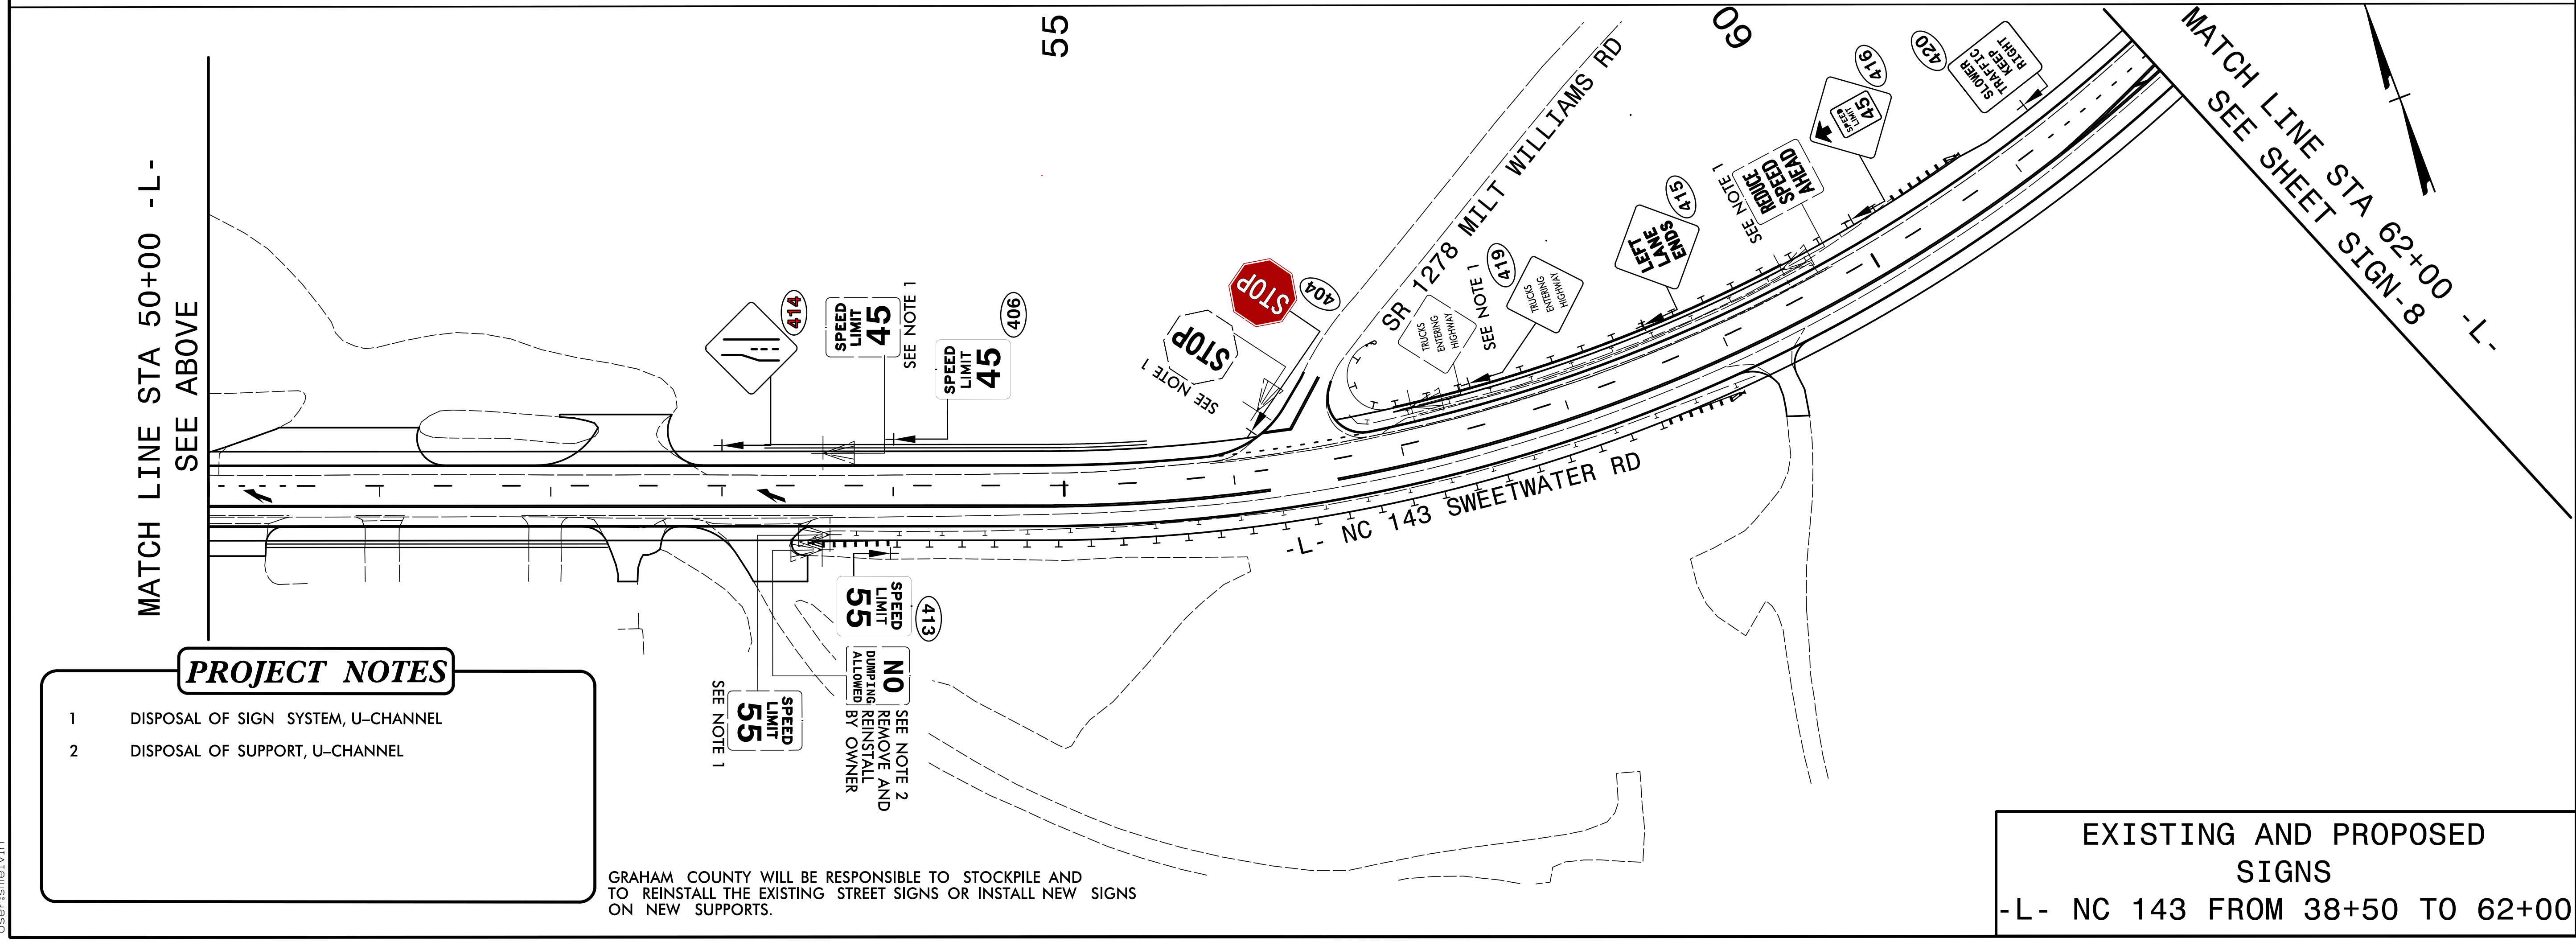 55
60
MATCH LINE STA 50+00 -L-
SEE ABOVE
MATCH LINE STA 62+00 -L-
SEE SHEET SIGN-8
414
SPEED
LIMIT
45
SEE NOTE 1
SPEED
LIMIT
45
406
STOP
SEE NOTE 1
STOP
404
SR 1278 MILT WILLIAMS RD
TRUCKS
ENTERING
HIGHWAY
SEE NOTE 1
419
TRUCKS
ENTERING
HIGHWAY
LEFT
LANE
ENDS
415
SEE NOTE 1
REDUCE
SPEED
AHEAD
SPEED
LIMIT
45
416
SLOWER
TRAFFIC
KEEP
RIGHT
420
-L- NC 143 SWEETWATER RD
SPEED
LIMIT
55
413
NO
DUMPING
ALLOWED
SEE NOTE 2
REMOVE AND
REINSTALL
BY OWNER
SPEED
LIMIT
55
SEE NOTE 1
PROJECT NOTES
1 DISPOSAL OF SIGN SYSTEM, U–CHANNEL
2 DISPOSAL OF SUPPORT, U–CHANNEL
GRAHAM COUNTY WILL BE RESPONSIBLE TO STOCKPILE AND
TO REINSTALL THE EXISTING STREET SIGNS OR INSTALL NEW SIGNS
ON NEW SUPPORTS.
EXISTING AND PROPOSED
SIGNS
-L- NC 143 FROM 38+50 TO 62+00